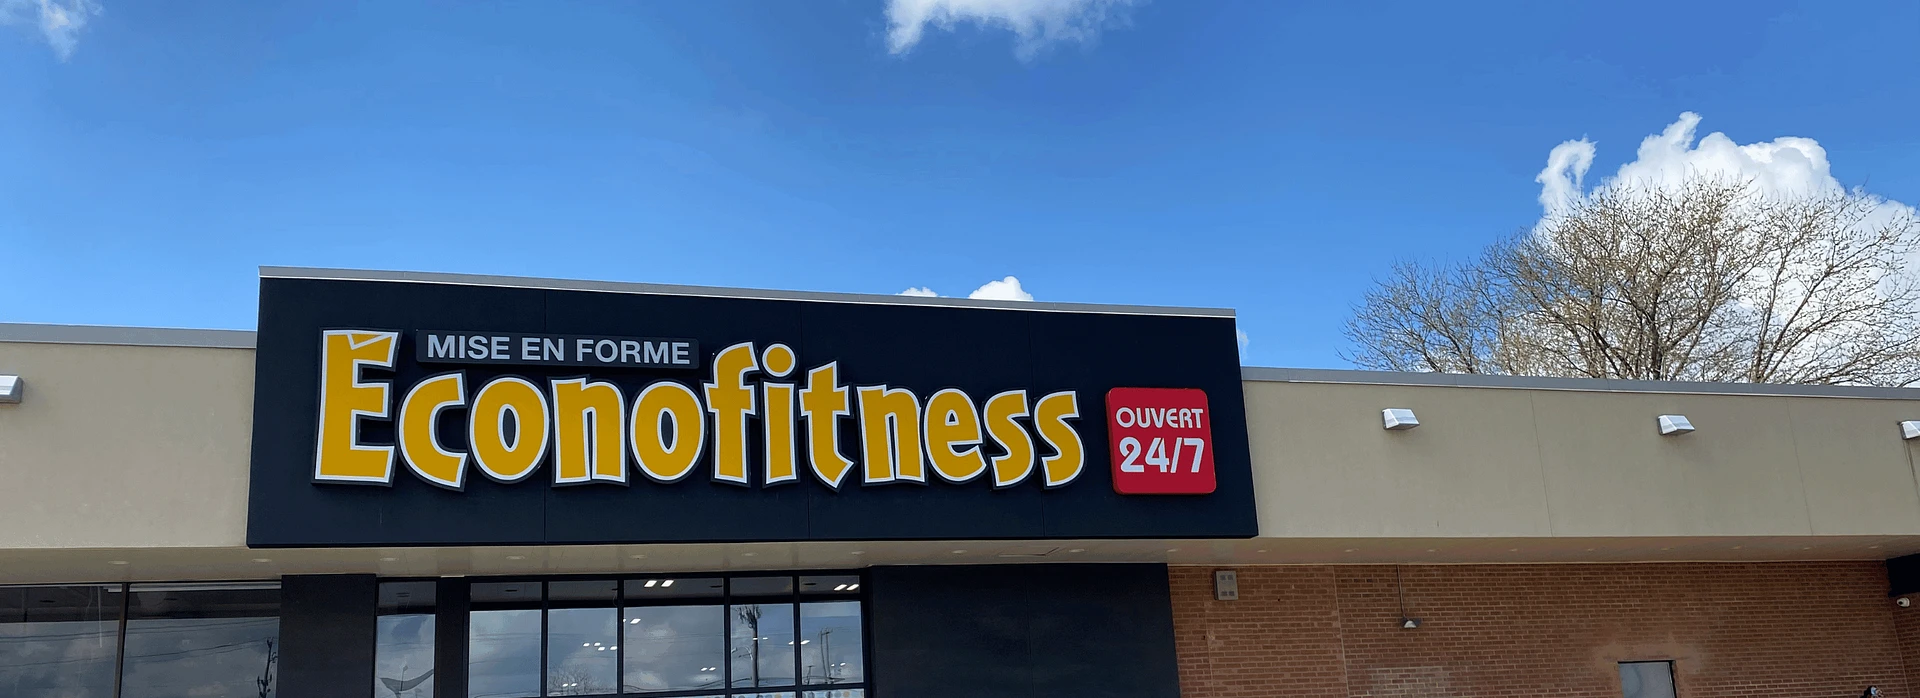 MISE EN FORME
Éconofitness
OUVERT
24/7